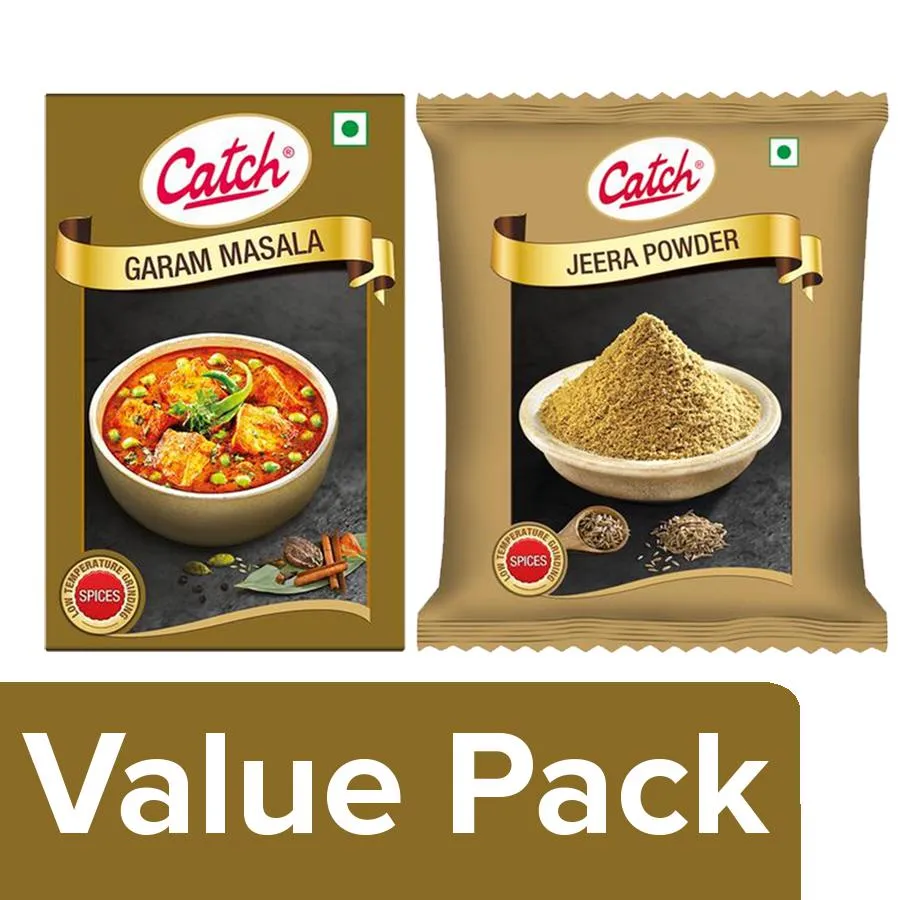 Catch®
GARAM MASALA
LOW TEMPERATURE GRINDING
SPICES
Catch®
JEERA POWDER
LOW TEMPERATURE GRINDING
SPICES
Value Pack